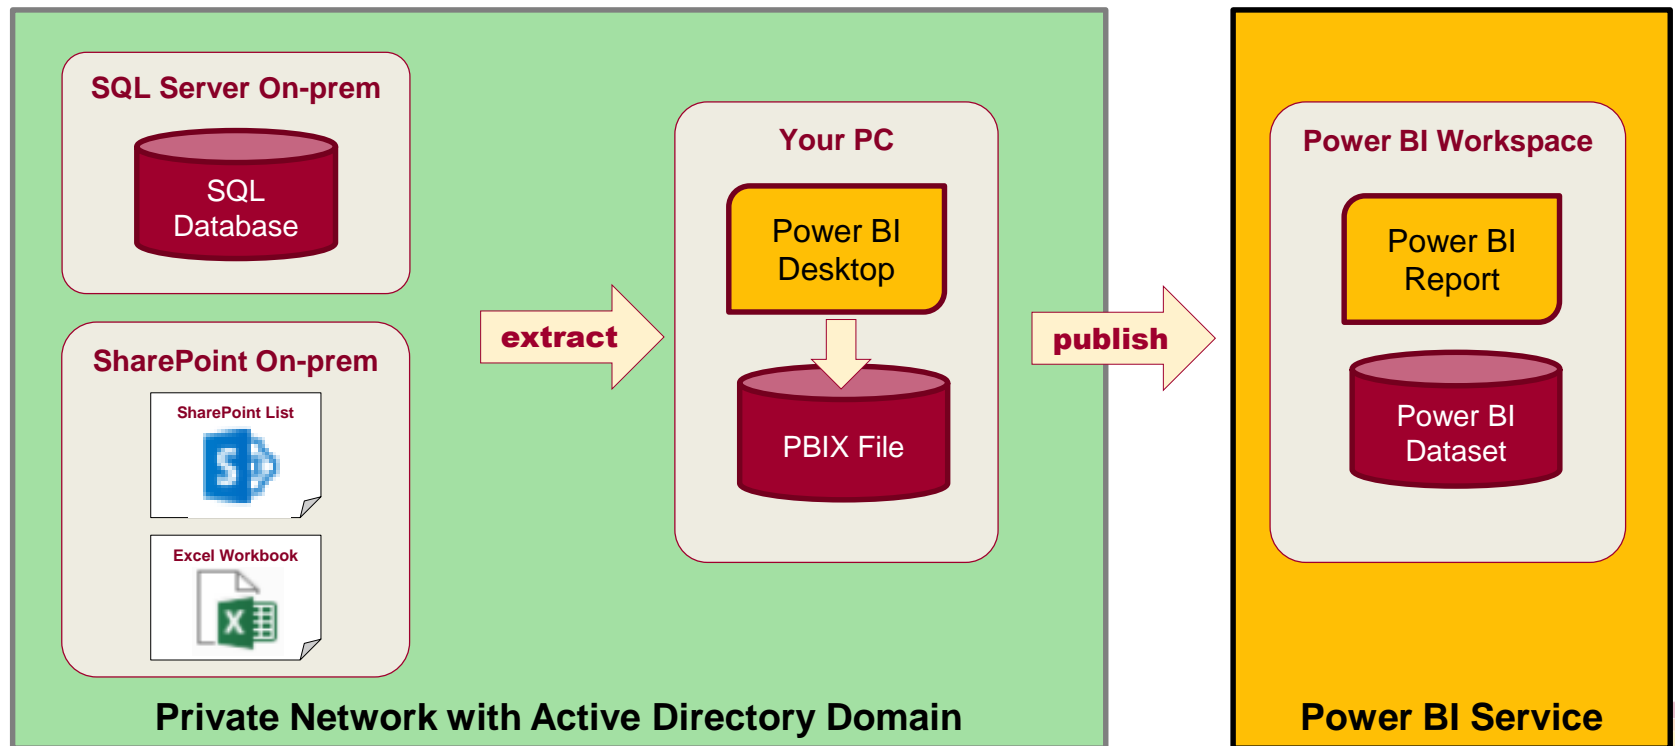 SQL Server On-prem
SQL
Database
SharePoint On-prem
SharePoint List
S
Excel Workbook
X
extract
Your PC
Power BI
Desktop
PBIX File
Private Network with Active Directory Domain
publish
Power BI Workspace
Power BI
Report
Power BI
Dataset
Power BI Service